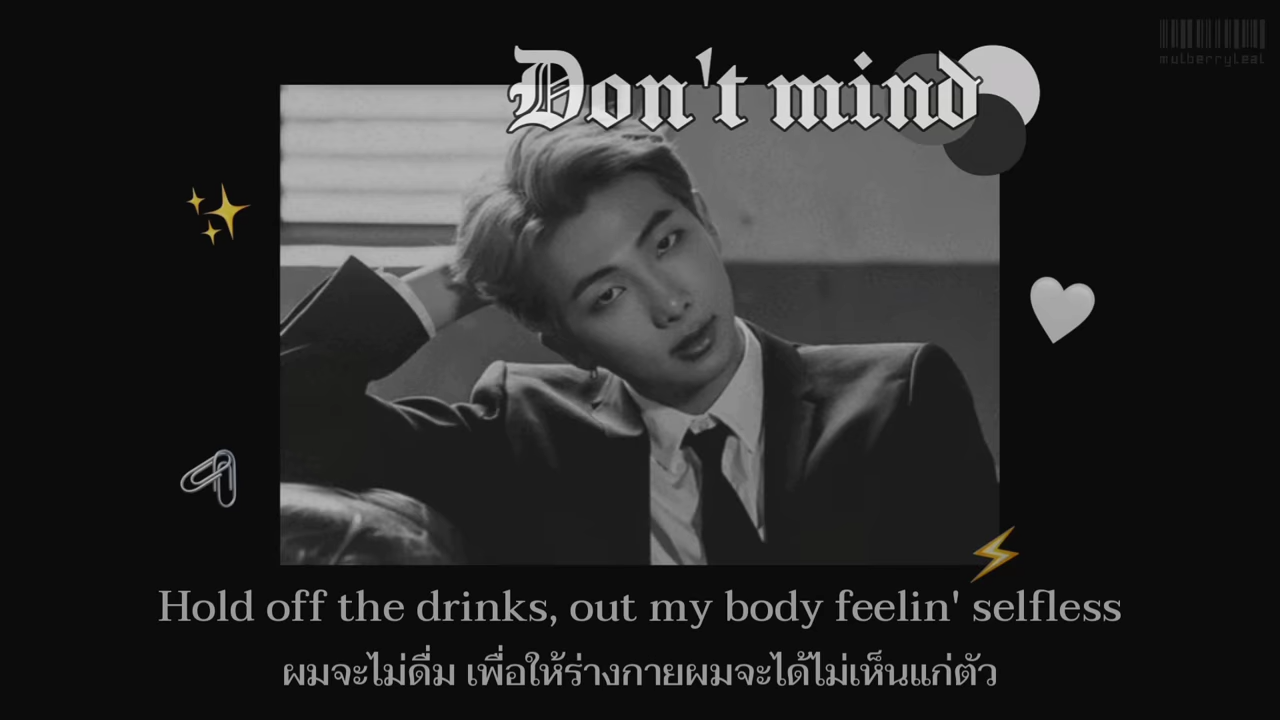 mulberryleaf
Don't mind
Hold off the drinks, out my body feelin' selfless
ผมจะไม่ดื่ม เพื่อให้ร่างกายผมจะได้ไม่เห็นแก่ตัว